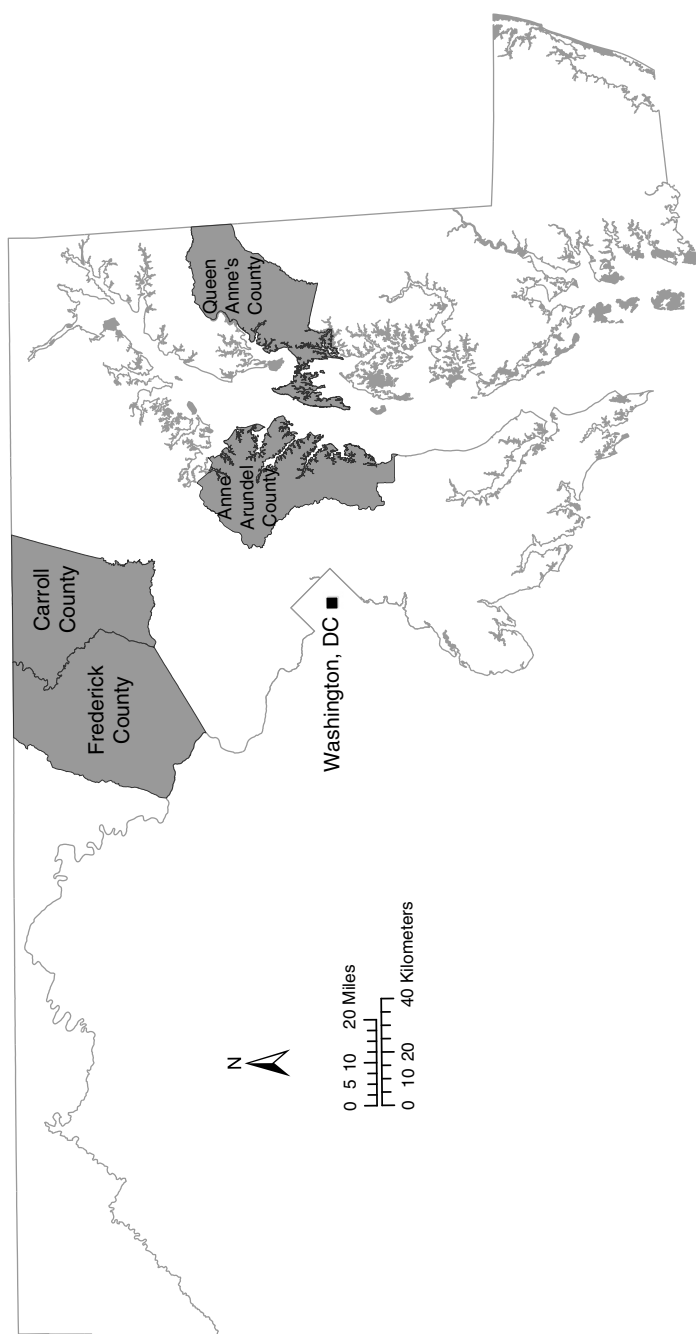 Frederick
County
Carroll
County
Queen
Anne's
County
Anne
Arundel
County
Washington, DC
N
0 5 10 20 Miles
0 10 20 40 Kilometers